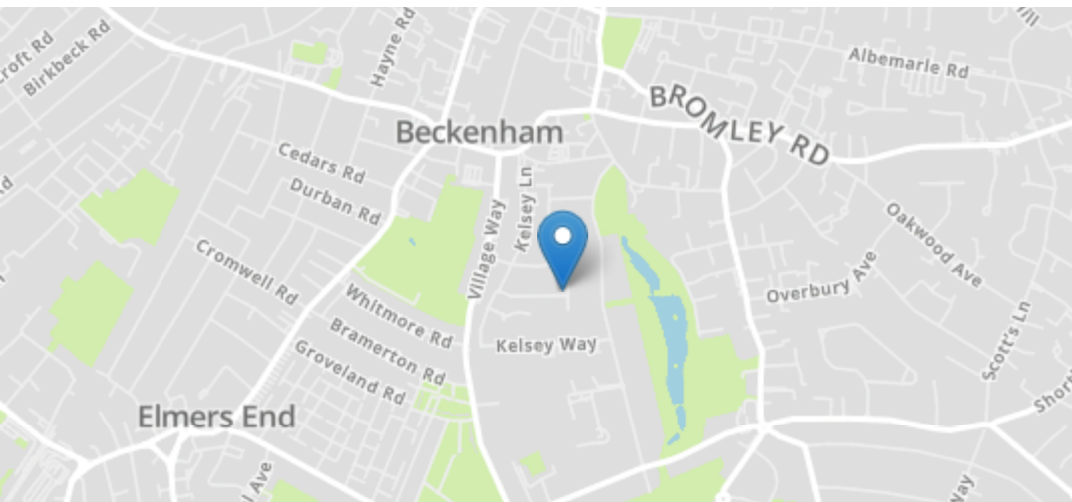 Hayne Rd
Birkbeck Rd
Albemarle Rd
BROMLEY RD
Beckenham
Cedars Rd
Durban Rd
Kelsey Ln
Village Way
Cromwell Rd
Oakwood Ave
Overbury Ave
Whitmore Rd
Bramerton Rd
Groveland Rd
Kelsey Way
Scott's Ln
Elmers End